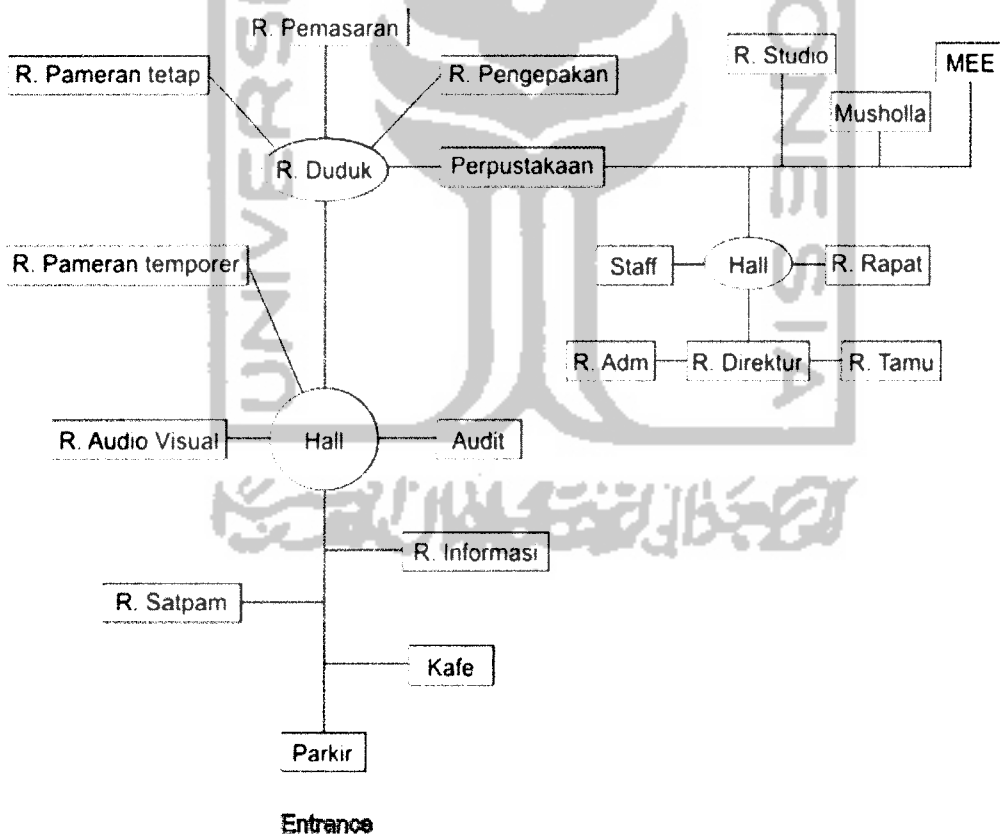 R. Pemasaran
R. Studio
MEE
R. Pameran tetap
R. Pengepakan
Musholla
R. Duduk
Perpustakaan
R. Pameran temporer
Staff
Hall
R. Rapat
R. Adm
R. Direktur
R. Tamu
R. Audio Visual
Hall
Audit
R. Informasi
R. Satpam
Kafe
Parkir
Entrance